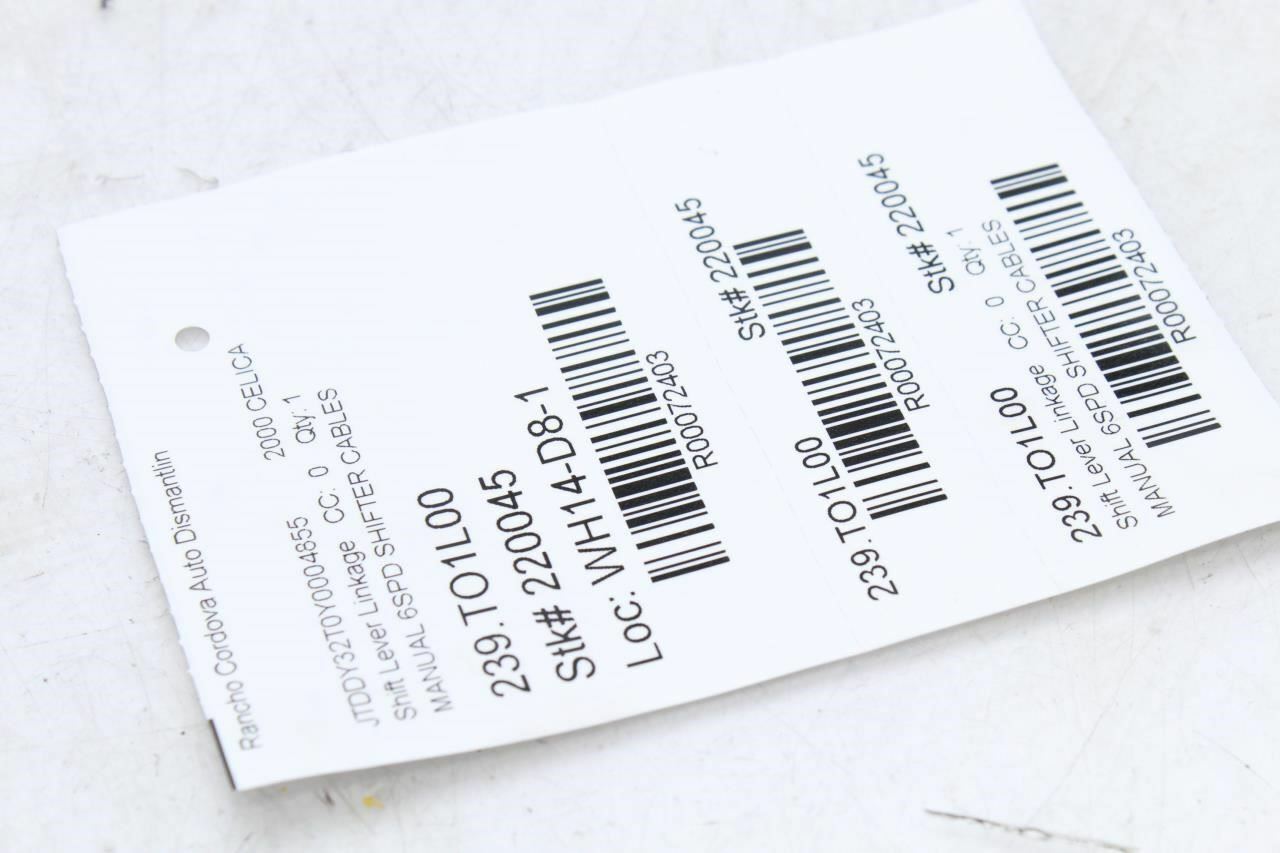 Rancho Cordova Auto Dismantlin
2000 CELICA
JTDDY32T0Y0004855
Shift Lever Linkage CC: 0 Qty: 1
MANUAL 6SPD SHIFTER CABLES
239.TO1L00
Stk# 220045
Loc: WH14-D8-1
R00072403
Stk# 220045
239.TO1L00
R00072403
Stk# 220045
239.TO1L00
Shift Lever Linkage CC: 0 Qty: 1
MANUAL 6SPD SHIFTER CABLES
R00072403